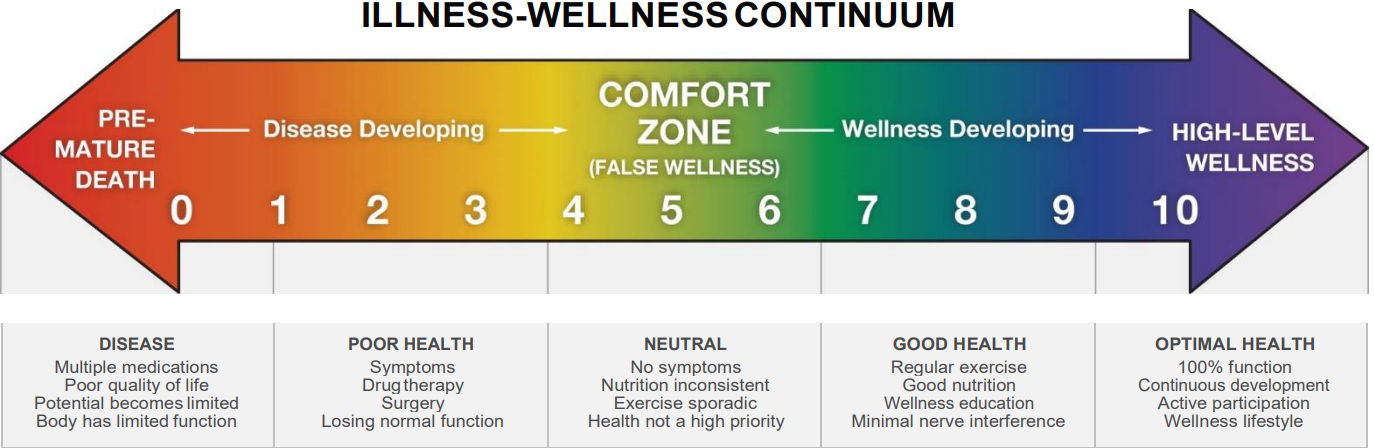 ILLNESS-WELLNESS CONTINUUM
PRE-
MATURE
DEATH
Disease Developing
COMFORT
ZONE
(FALSE WELLNESS)
Wellness Developing
HIGH-LEVEL
WELLNESS
0 1 2 3 4 5 6 7 8 9 10
DISEASE
Multiple medications
Poor quality of life
Potential becomes limited
Body has limited function
POOR HEALTH
Symptoms
Drug therapy
Surgery
Losing normal function
NEUTRAL
No symptoms
Nutrition inconsistent
Exercise sporadic
Health not a high priority
GOOD HEALTH
Regular exercise
Good nutrition
Wellness education
Minimal nerve interference
OPTIMAL HEALTH
100% function
Continuous development
Active participation
Wellness lifestyle